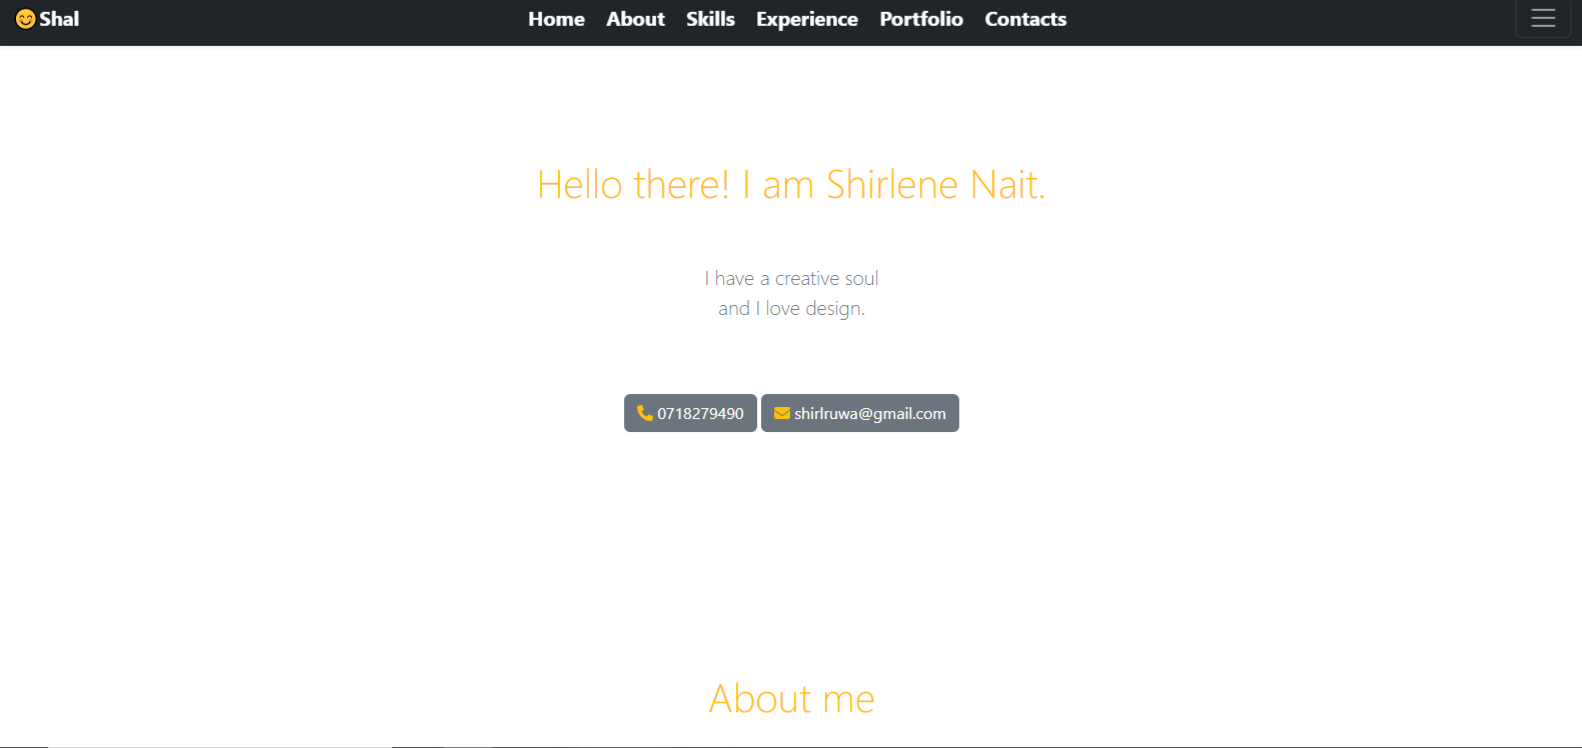 😊Shal
Home About Skills Experience Portfolio Contacts
Hello there! I am Shirlene Nait.
I have a creative soul
and I love design.
0718279490 shirlruwa@gmail.com
About me